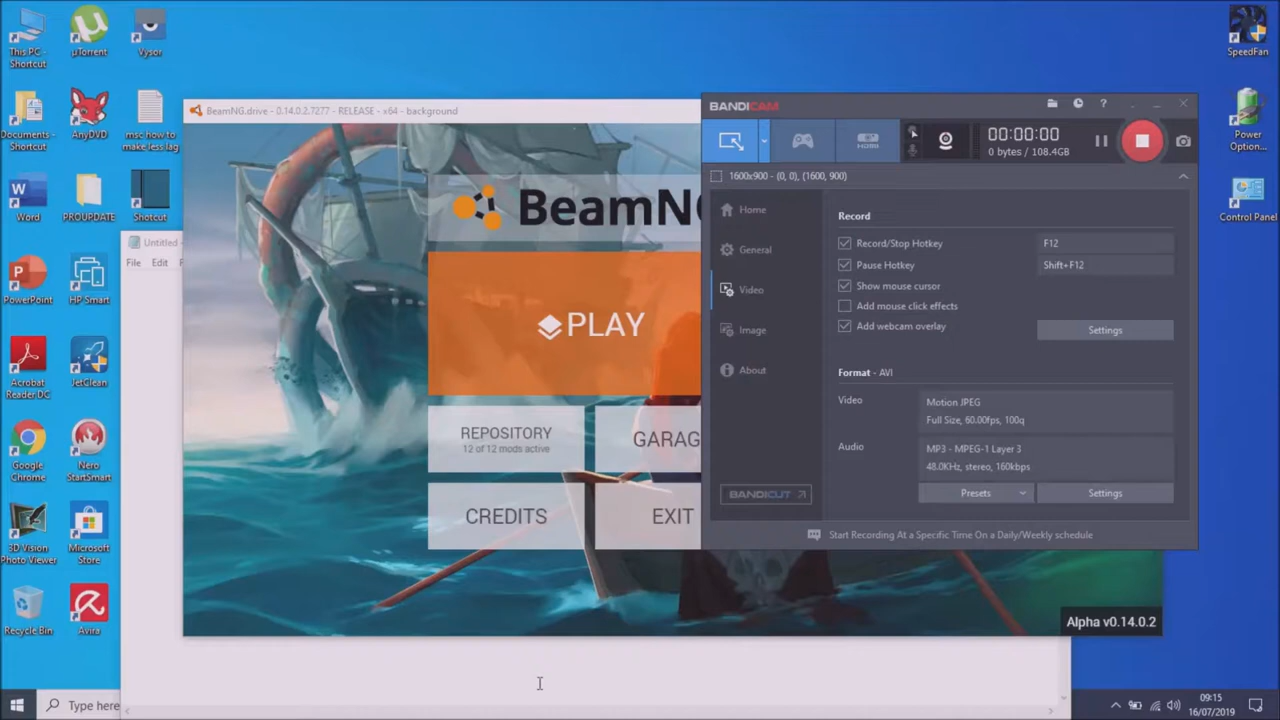 This PC -
Shortcut
µTorrent
Vysor
SpeedFan
Documents -
Shortcut
AnyDVD
msc how to
make less lag
Power
Option...
Word
PROUPDATE
Shotcut
Control Panel
PowerPoint
HP Smart
Acrobat
Reader DC
JetClean
Google
Chrome
Nero
StartSmart
3D Vision
Photo Viewer
Microsoft
Store
Recycle Bin
Avira
Untitled -
File Edit
BeamNG.drive - 0.14.0.2.7277 - RELEASE - x64 - background
BeamNG
PLAY
REPOSITORY
12 of 12 mods active
GARAG
CREDITS
EXIT
Alpha v0.14.0.2
BANDICAM
?
HDMI
00:00:00
0 bytes / 108.4GB
1600x900 - (0, 0), (1600, 900)
Home
General
Video
Image
About
BANDICUT
Record
Record/Stop Hotkey F12
Pause Hotkey Shift+F12
Show mouse cursor
Add mouse click effects
Add webcam overlay
Settings
Format - AVI
Video
Motion JPEG
Full Size, 60.00fps, 100q
Audio
MP3 - MPEG-1 Layer 3
48.0KHz, stereo, 160kbps
Presets
Settings
Start Recording At a Specific Time On a Daily/Weekly schedule
Type here
09:15
16/07/2019